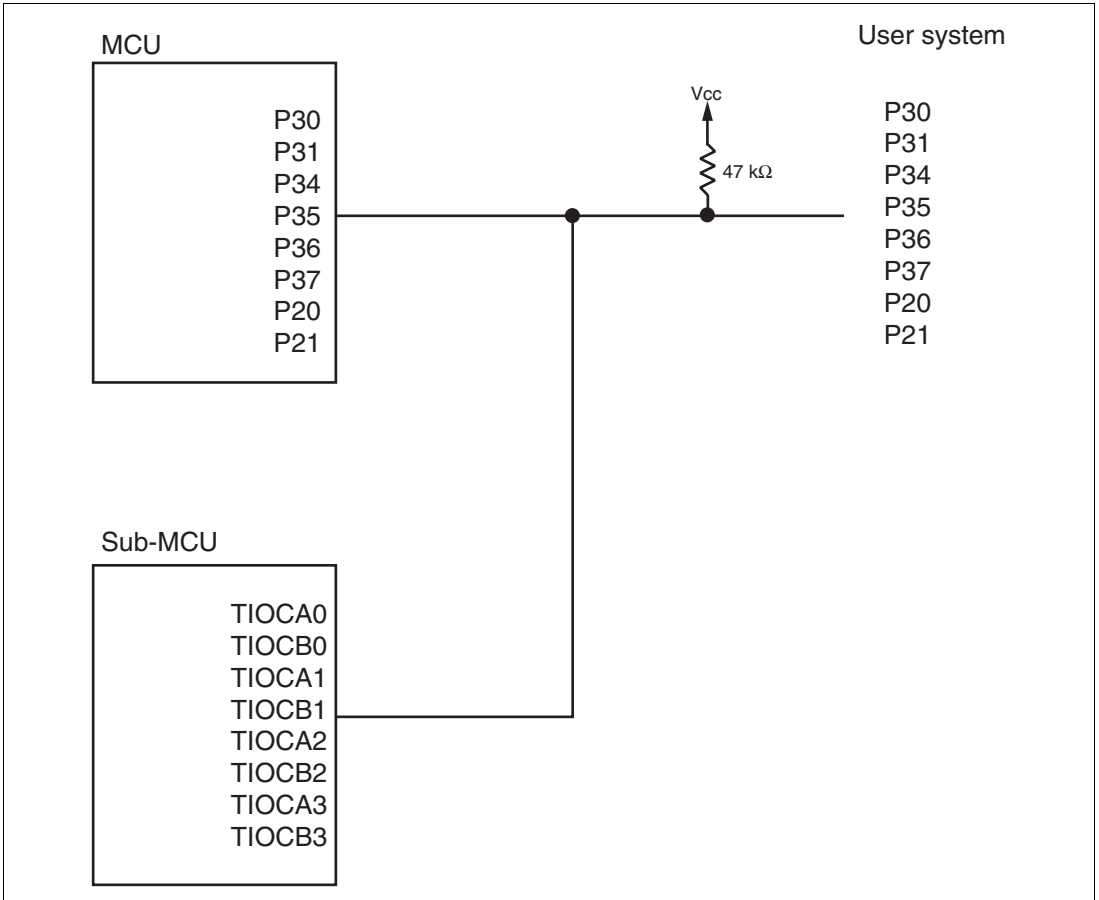 MCU
User system
P30
P31
P34
P35
P36
P37
P20
P21
Vcc
47 kΩ
P30
P31
P34
P35
P36
P37
P20
P21
Sub-MCU
TIOCA0
TIOCB0
TIOCA1
TIOCB1
TIOCA2
TIOCB2
TIOCA3
TIOCB3